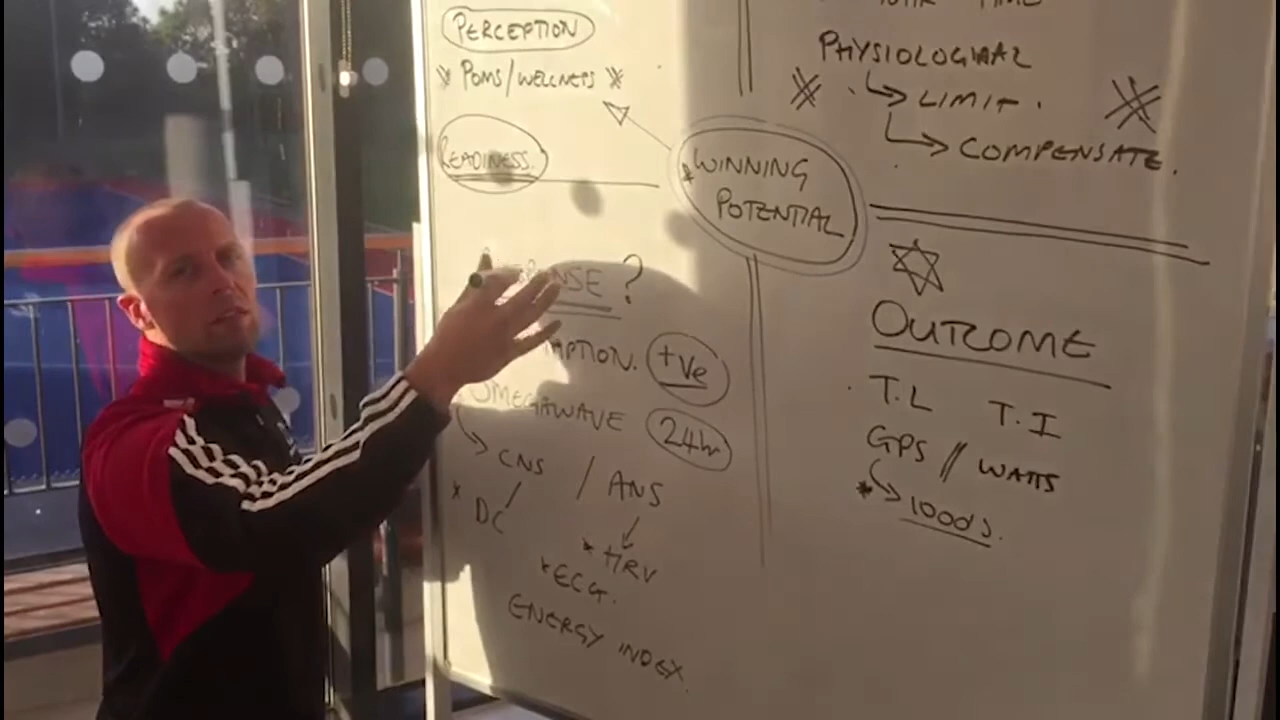 PERCEPTION
POMS/WELLNESS
READINESS.
WINNING
POTENTIAL
PHYSIOLOGICAL
LIMIT.
COMPENSATE.
?
+Ve
OMEGAWAVE 24hr
CNS / ANS
DC
HRV
ECG.
ENERGY INDEX
OUTCOME
T.L T.I
GPS // WATTS
1000's.